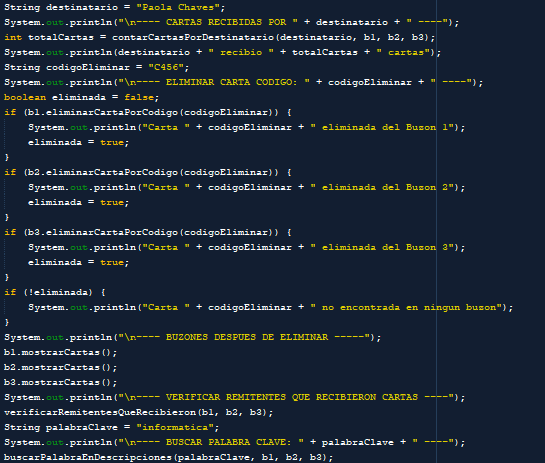 String destinatario = "Paola Chaves";
System.out.println("\n---- CARTAS RECIBIDAS POR " + destinatario + " ----");
int totalCartas = contarCartasPorDestinatario(destinatario, b1, b2, b3);
System.out.println(destinatario + " recibio " + totalCartas + " cartas");
String codigoEliminar = "C456";
System.out.println("\n---- ELIMINAR CARTA CODIGO: " + codigoEliminar + " ----");
boolean eliminada = false;
if (b1.eliminarCartaPorCodigo(codigoEliminar)) {
    System.out.println("Carta " + codigoEliminar + " eliminada del Buzon 1");
    eliminada = true;
}
if (b2.eliminarCartaPorCodigo(codigoEliminar)) {
    System.out.println("Carta " + codigoEliminar + " eliminada del Buzon 2");
    eliminada = true;
}
if (b3.eliminarCartaPorCodigo(codigoEliminar)) {
    System.out.println("Carta " + codigoEliminar + " eliminada del Buzon 3");
    eliminada = true;
}
if (!eliminada) {
    System.out.println("Carta " + codigoEliminar + " no encontrada en ningun buzon");
}
System.out.println("\n---- BUZONES DESPUES DE ELIMINAR -----");
b1.mostrarCartas();
b2.mostrarCartas();
b3.mostrarCartas();
System.out.println("\n---- VERIFICAR REMITENTES QUE RECIBIERON CARTAS ----");
verificarRemitentesQueRecibieron(b1, b2, b3);
String palabraClave = "informatica";
System.out.println("\n---- BUSCAR PALABRA CLAVE: " + palabraClave + " ----");
buscarPalabraEnDescripciones(palabraClave, b1, b2, b3);